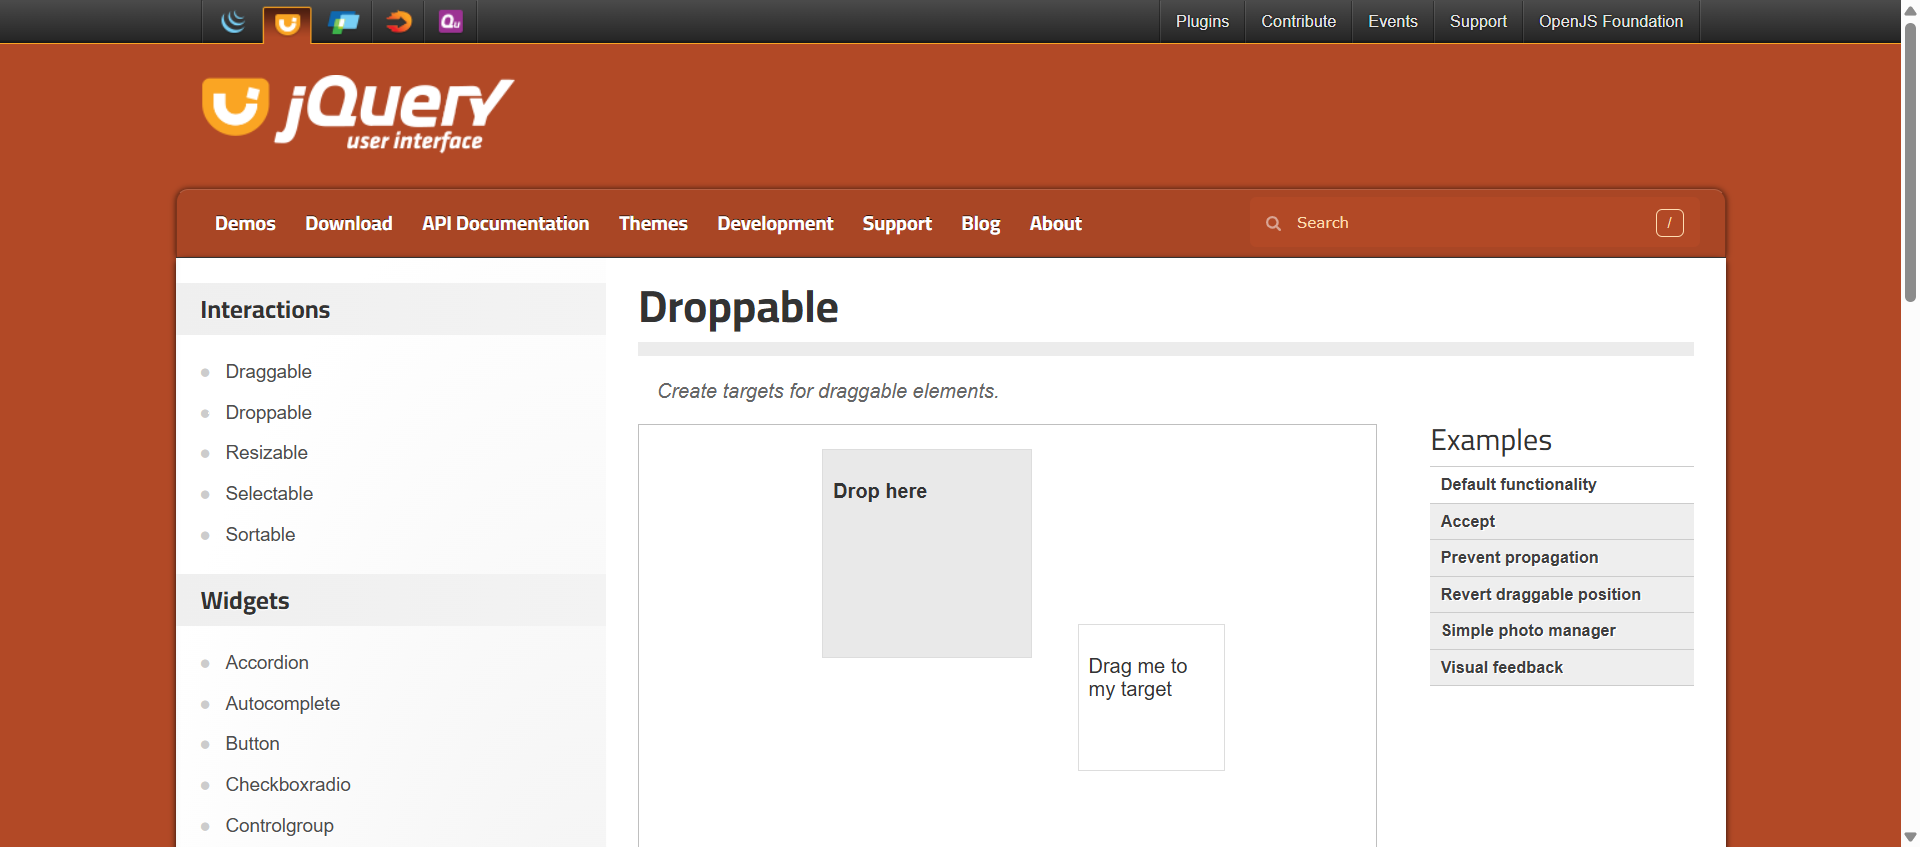 Qu
Plugins
Contribute
Events
Support
OpenJS Foundation
jQuery
user interface
Demos
Download
API Documentation
Themes
Development
Support
Blog
About
Search
/
Interactions
Draggable
Droppable
Resizable
Selectable
Sortable
Widgets
Accordion
Autocomplete
Button
Checkboxradio
Controlgroup
Droppable
Create targets for draggable elements.
Drop here
Drag me to
my target
Examples
Default functionality
Accept
Prevent propagation
Revert draggable position
Simple photo manager
Visual feedback